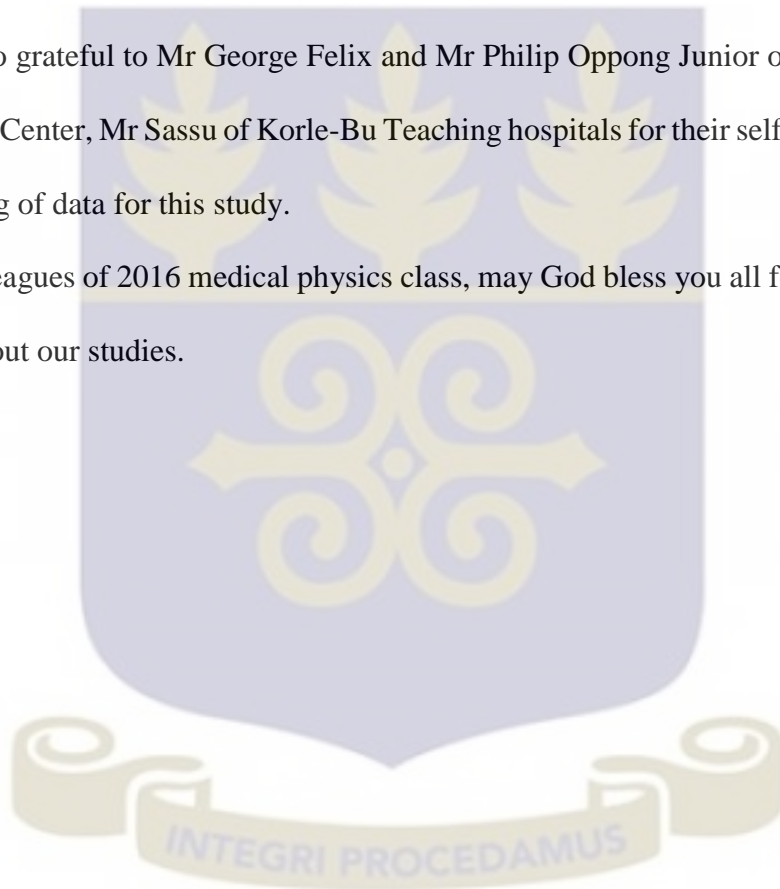 grateful to Mr George Felix and Mr Philip Oppong Junior
Center, Mr Sassu of Korle-Bu Teaching hospitals for their self
of data for this study.
of 2016 medical physics class, may God bless you all
our studies.
INTEGRI PROCEDAMUS